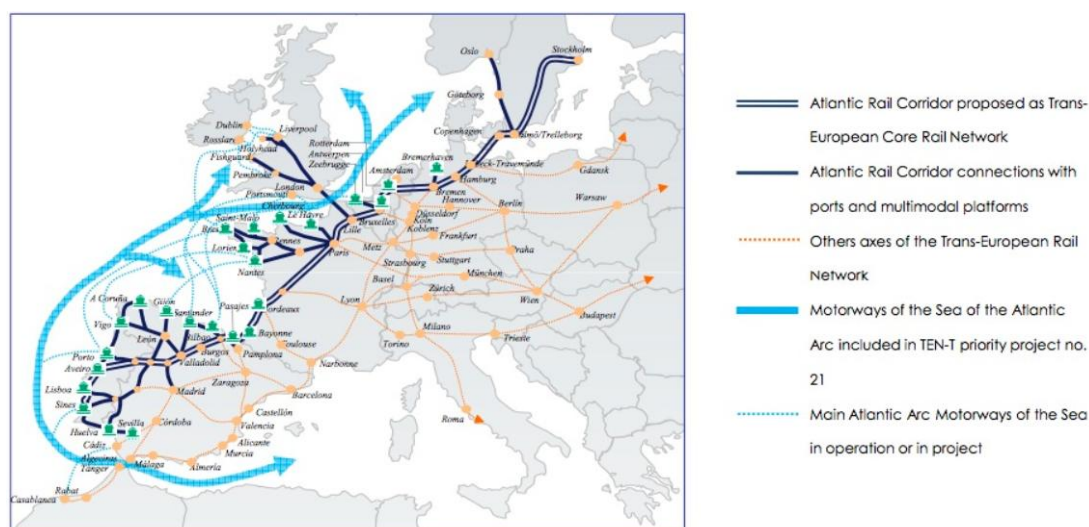 Oslo
Stockholm
Göteborg
Copenhagen
Malmö/Trelleborg
Dublin
Liverpool
Rosslare
Holyhead
Fishguard
Rotterdam
Antwerpen
Zeebrugge
Amsterdam
Bremerhaven
Beck-Travemünde
Gdansk
Hamburg
Pembroke
London
Portsmouth
Cherbourg
Bremen
Hannover
Berlin
Warsaw
Saint-Malo
Le Havre
Bruxelles
Lille
Düsseldorf
Köln
Koblenz
Frankfurt
Rennes
Paris
Metz
Praha
Lorien
Nantes
Strasbourg
Stuttgart
München
Basel
Zürich
Wien
A Coruña
Gijón
Santander
Pasajes
Bordeaux
Lyon
Budapest
Vigo
Bilbao
Bayonne
Milano
Torino
Trieste
León
Burgos
Pamplona
Toulouse
Porto
Aveiro
Valladolid
Narbonne
Zaragoza
Lisboa
Madrid
Barcelona
Sines
Castellón
Roma
Huelva
Sevilla
Córdoba
Valencia
Cádiz
Alicante
Murcia
Algeciras
Málaga
Almería
Tánger
Rabat
Casablanca
Atlantic Rail Corridor proposed as Trans-
European Core Rail Network
Atlantic Rail Corridor connections with
ports and multimodal platforms
Others axes of the Trans-European Rail
Network
Motorways of the Sea of the Atlantic
Arc included in TEN-T priority project no.
21
Main Atlantic Arc Motorways of the Sea
in operation or in project